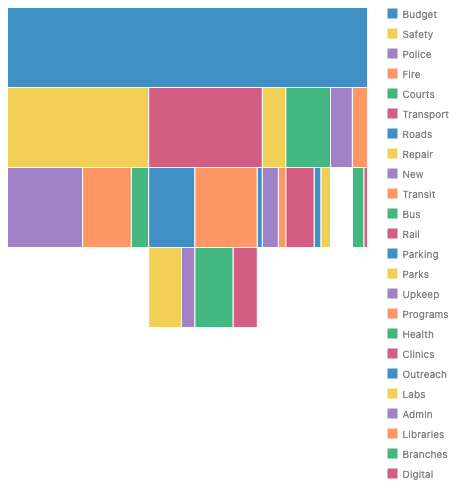 Budget
Safety
Police
Fire
Courts
Transport
Roads
Repair
New
Transit
Bus
Rail
Parking
Parks
Upkeep
Programs
Health
Clinics
Outreach
Labs
Admin
Libraries
Branches
Digital